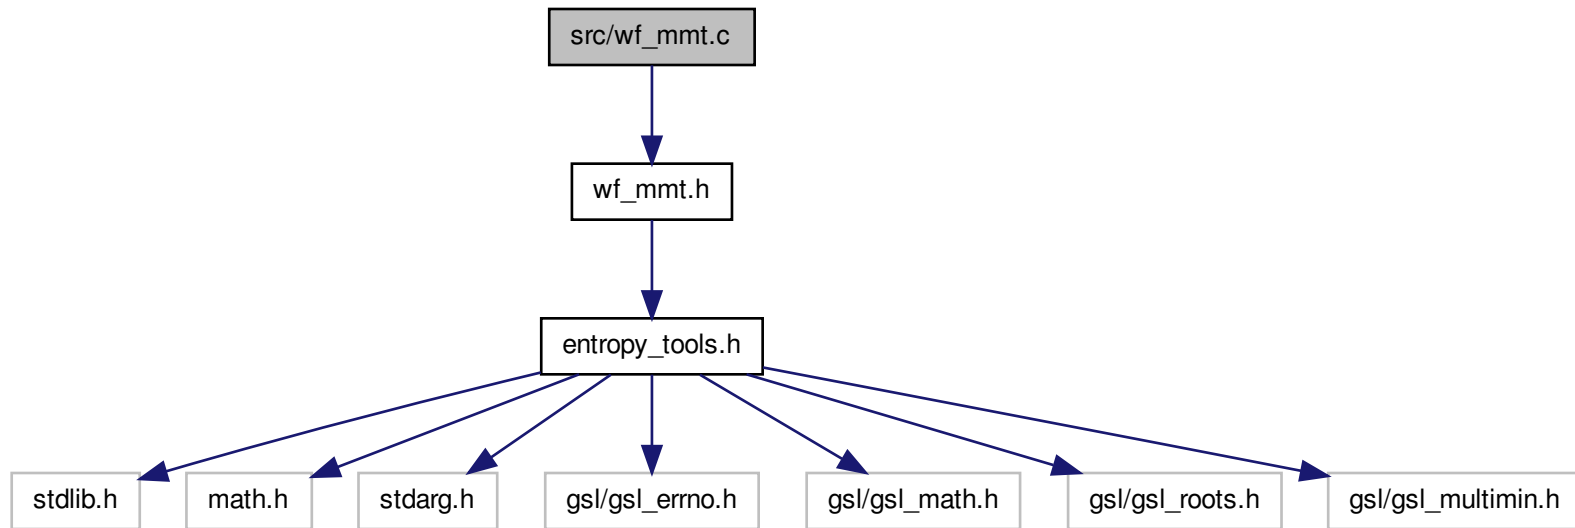 src/wf_mmt.c
wf_mmt.h
entropy_tools.h
stdlib.h
math.h
stdarg.h
gsl/gsl_errno.h
gsl/gsl_math.h
gsl/gsl_roots.h
gsl/gsl_multimin.h